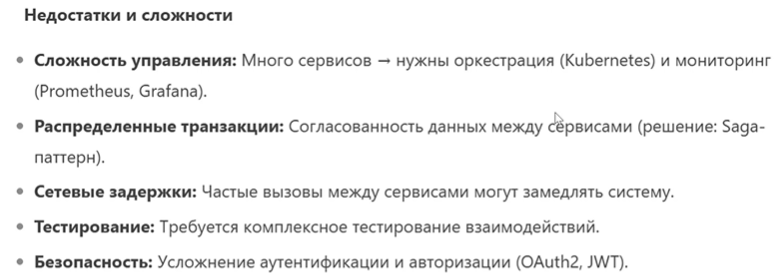 Недостатки и сложности
• Сложность управления: Много сервисов → нужны оркестрация (Kubernetes) и мониторинг
(Prometheus, Grafana).
• Распределенные транзакции: Согласованность данных между сервисами (решение: Saga-
паттерн).
• Сетевые задержки: Частые вызовы между сервисами могут замедлять систему.
• Тестирование: Требуется комплексное тестирование взаимодействий.
• Безопасность: Усложнение аутентификации и авторизации (OAuth2, JWT).